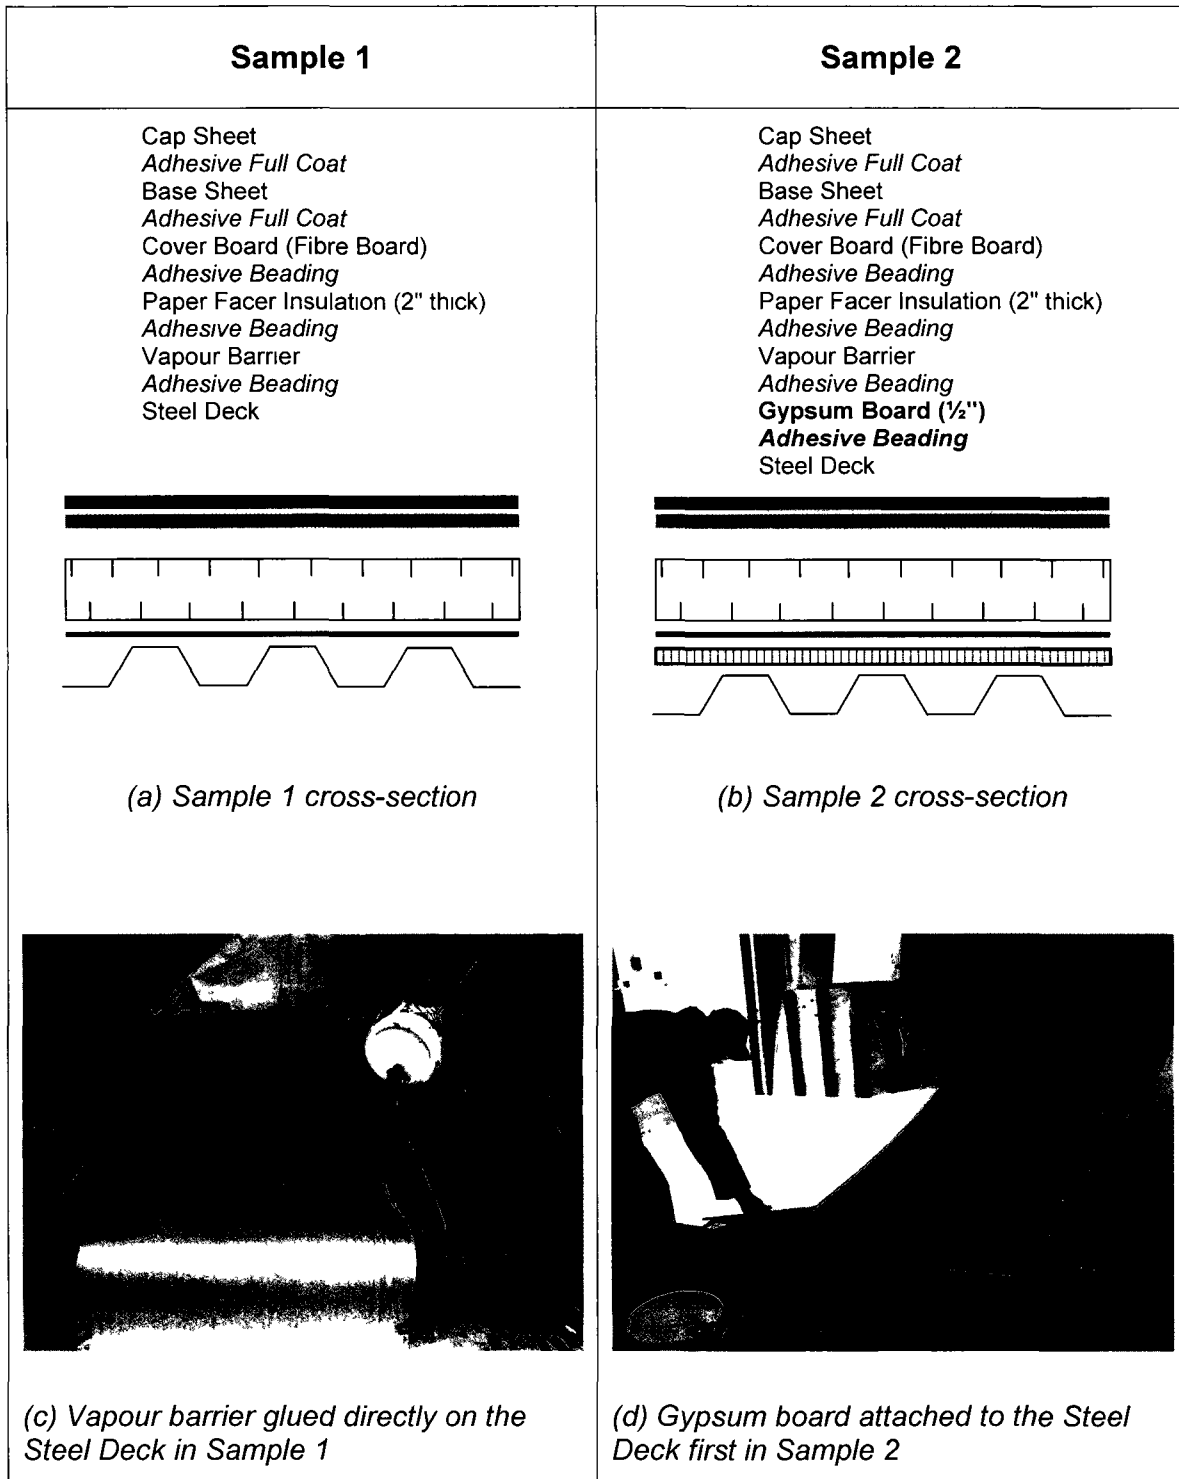 Sample 1
Cap Sheet
Adhesive Full Coat
Base Sheet
Adhesive Full Coat
Cover Board (Fibre Board)
Adhesive Beading
Paper Facer Insulation (2" thick)
Adhesive Beading
Vapour Barrier
Adhesive Beading
Steel Deck
(a) Sample 1 cross-section
(c) Vapour barrier glued directly on the
Steel Deck in Sample 1
Sample 2
Cap Sheet
Adhesive Full Coat
Base Sheet
Adhesive Full Coat
Cover Board (Fibre Board)
Adhesive Beading
Paper Facer Insulation (2" thick)
Adhesive Beading
Vapour Barrier
Adhesive Beading
Gypsum Board (½")
Adhesive Beading
Steel Deck
(b) Sample 2 cross-section
(d) Gypsum board attached to the Steel
Deck first in Sample 2